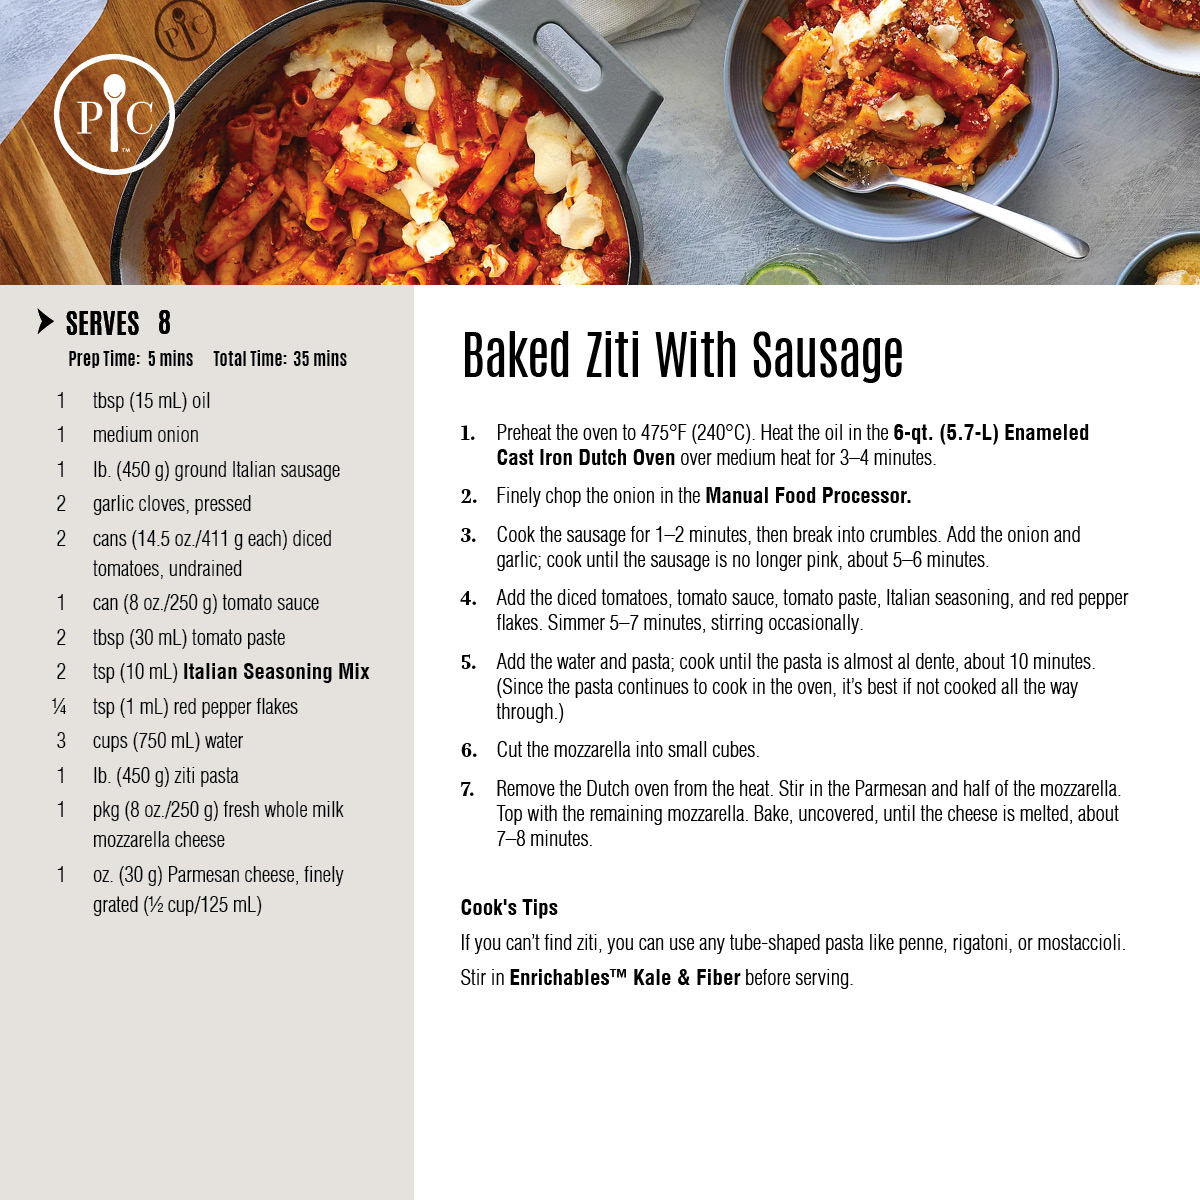 PC
P C
TM
SERVES 8
Prep Time: 5 mins Total Time: 35 mins
1 tbsp (15 mL) oil
1 medium onion
1 lb. (450 g) ground Italian sausage
2 garlic cloves, pressed
2 cans (14.5 oz./411 g each) diced
tomatoes, undrained
1 can (8 oz./250 g) tomato sauce
2 tbsp (30 mL) tomato paste
2 tsp (10 mL) Italian Seasoning Mix
¼ tsp (1 mL) red pepper flakes
3 cups (750 mL) water
1 lb. (450 g) ziti pasta
1 pkg (8 oz./250 g) fresh whole milk
mozzarella cheese
1 oz. (30 g) Parmesan cheese, finely
grated (½ cup/125 mL)
Baked Ziti With Sausage
1. Preheat the oven to 475°F (240°C). Heat the oil in the 6-qt. (5.7-L) Enameled
Cast Iron Dutch Oven over medium heat for 3–4 minutes.
2. Finely chop the onion in the Manual Food Processor.
3. Cook the sausage for 1–2 minutes, then break into crumbles. Add the onion and
garlic; cook until the sausage is no longer pink, about 5–6 minutes.
4. Add the diced tomatoes, tomato sauce, tomato paste, Italian seasoning, and red pepper
flakes. Simmer 5–7 minutes, stirring occasionally.
5. Add the water and pasta; cook until the pasta is almost al dente, about 10 minutes.
(Since the pasta continues to cook in the oven, it’s best if not cooked all the way
through.)
6. Cut the mozzarella into small cubes.
7. Remove the Dutch oven from the heat. Stir in the Parmesan and half of the mozzarella.
Top with the remaining mozzarella. Bake, uncovered, until the cheese is melted, about
7–8 minutes.
Cook's Tips
If you can’t find ziti, you can use any tube-shaped pasta like penne, rigatoni, or mostaccioli.
Stir in Enrichables™ Kale & Fiber before serving.